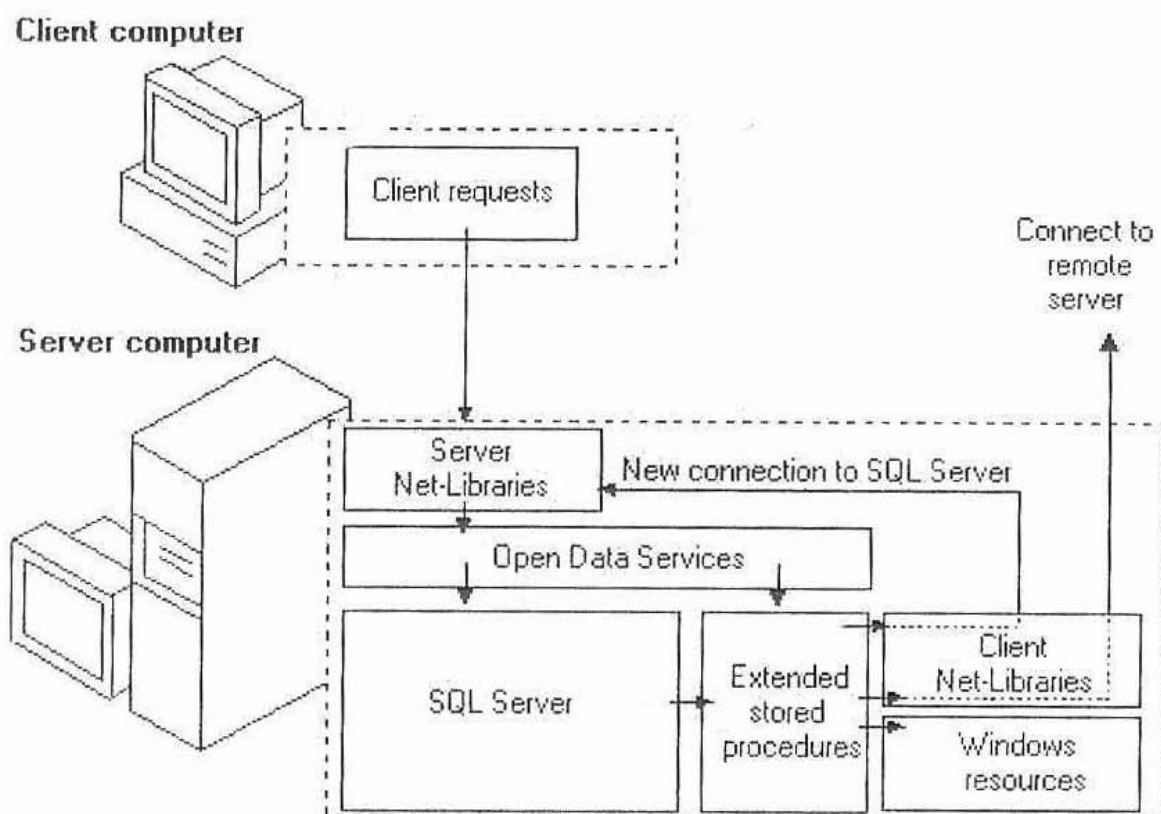 Client computer
Client requests
Connect to
remote
server
Server computer
Server
Net-Libraries
New connection to SQL Server
Open Data Services
SQL Server
Extended
stored
procedures
Client
Net-Libraries
Windows
resources